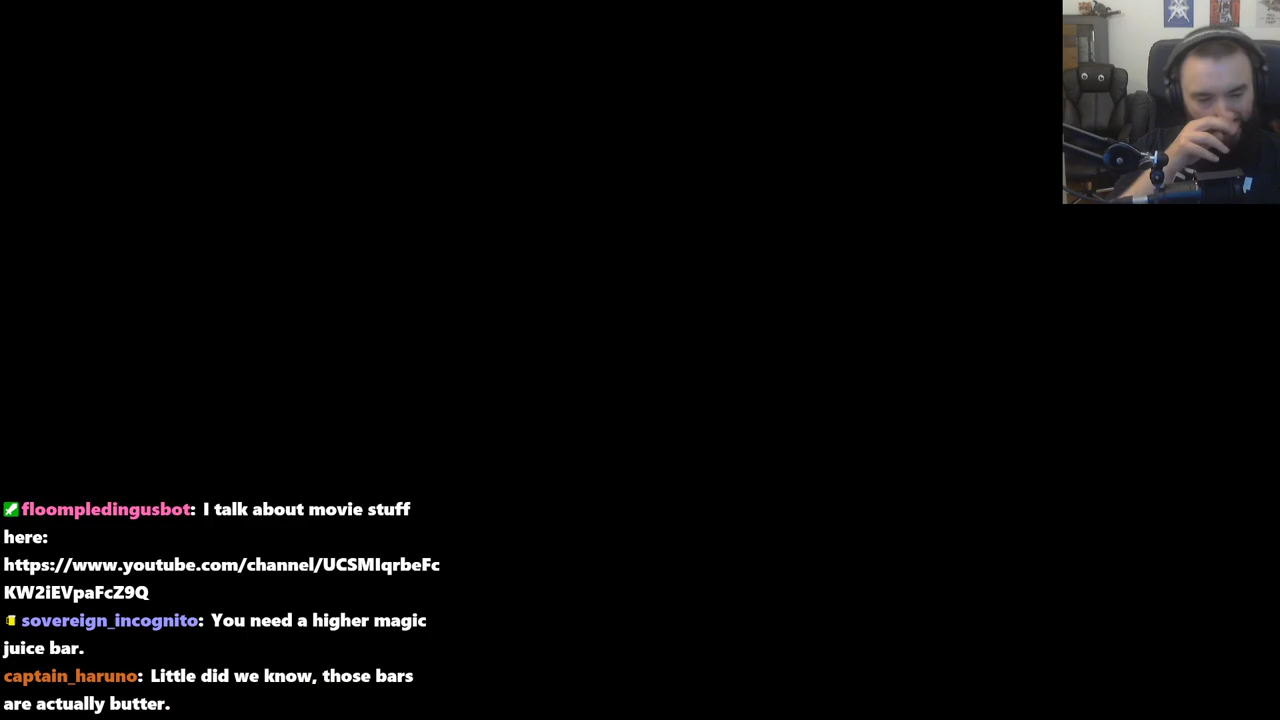 floompledingusbot: I talk about movie stuff
here:
https://www.youtube.com/channel/UCSMIqrbeFc
KW2iEVpaFcZ9Q
sovereign_incognito: You need a higher magic
juice bar.
captain_haruno: Little did we know, those bars
are actually butter.